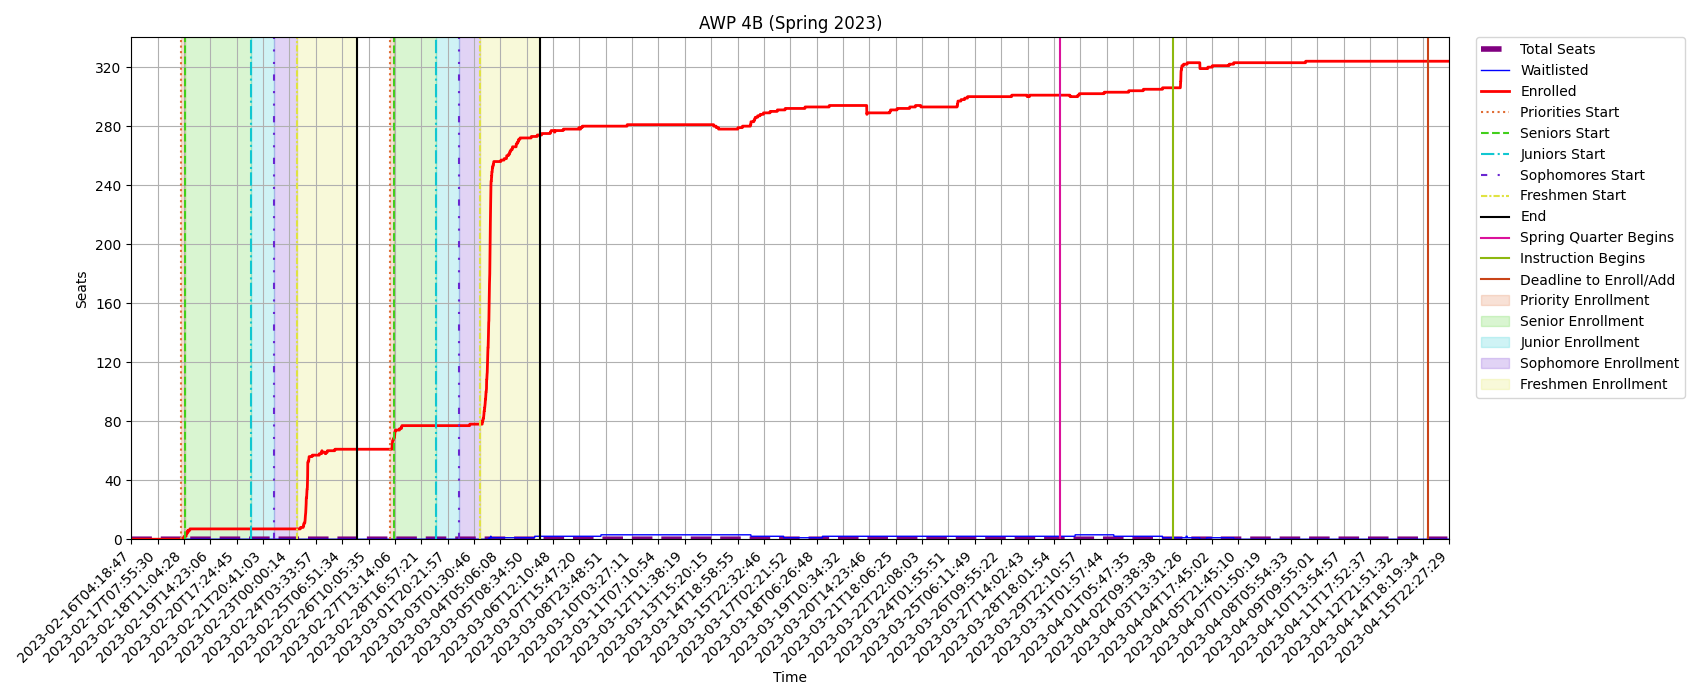 AWP 4B (Spring 2023)
Seats
320
280
240
200
160
120
80
40
0
2023-02-16T04:18:47
2023-02-17T07:55:30
2023-02-18T11:04:28
2023-02-19T14:23:06
2023-02-20T17:24:45
2023-02-21T20:41:03
2023-02-23T00:00:14
2023-02-24T03:33:57
2023-02-25T06:51:34
2023-02-26T10:05:35
2023-02-27T13:14:06
2023-02-28T16:57:21
2023-03-01T20:21:57
2023-03-03T01:30:46
2023-03-04T05:06:08
2023-03-05T08:34:50
2023-03-06T12:10:48
2023-03-07T15:47:20
2023-03-08T23:48:51
2023-03-10T03:27:11
2023-03-11T07:10:54
2023-03-12T11:38:19
2023-03-13T15:20:15
2023-03-14T18:58:55
2023-03-15T22:32:46
2023-03-17T02:21:52
2023-03-18T06:26:48
2023-03-19T10:34:32
2023-03-20T14:23:46
2023-03-21T18:06:25
2023-03-22T22:08:03
2023-03-24T01:55:51
2023-03-25T06:11:49
2023-03-26T09:55:22
2023-03-27T14:02:43
2023-03-28T18:01:54
2023-03-29T22:10:57
2023-03-31T01:57:44
2023-04-01T05:47:35
2023-04-02T09:38:38
2023-04-03T13:31:26
2023-04-04T17:45:02
2023-04-05T21:45:10
2023-04-07T01:50:19
2023-04-08T05:54:33
2023-04-09T09:55:01
2023-04-10T13:54:57
2023-04-11T17:52:37
2023-04-12T21:51:32
2023-04-14T18:19:34
2023-04-15T22:27:29
Time
Total Seats
Waitlisted
Enrolled
Priorities Start
Seniors Start
Juniors Start
Sophomores Start
Freshmen Start
End
Spring Quarter Begins
Instruction Begins
Deadline to Enroll/Add
Priority Enrollment
Senior Enrollment
Junior Enrollment
Sophomore Enrollment
Freshmen Enrollment